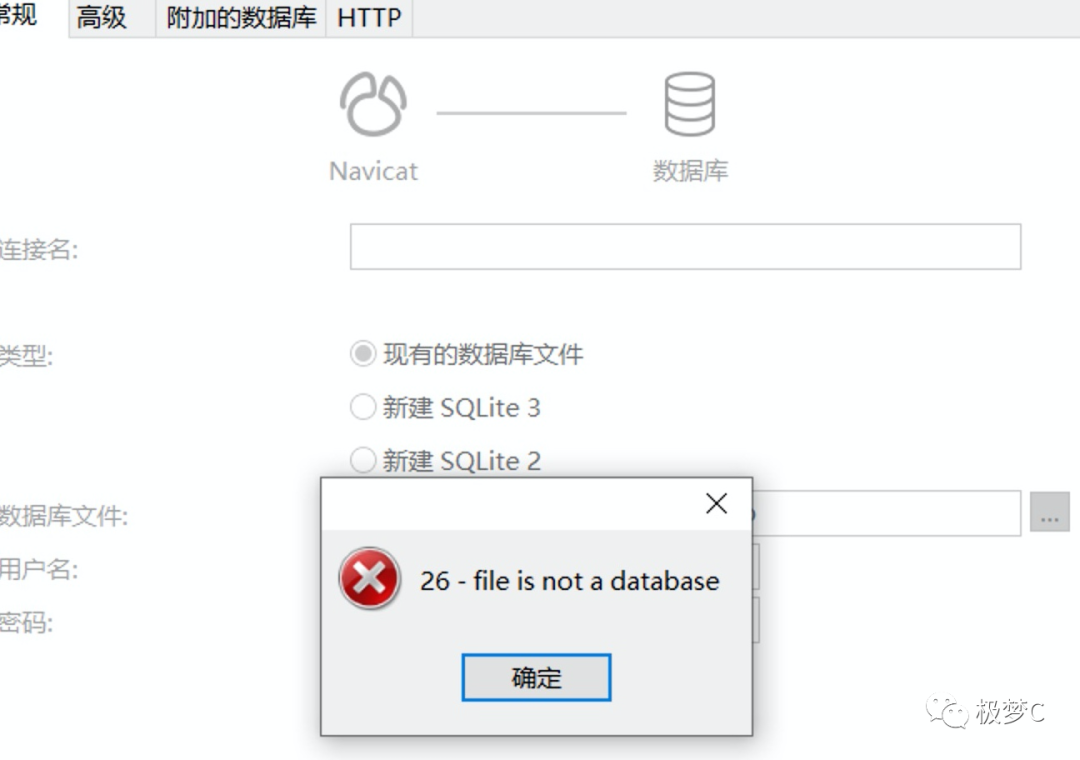 常规 高级 附加的数据库 HTTP
Navicat 数据库
连接名:
类型: 现有的数据库文件
新建 SQLite 3
新建 SQLite 2
数据库文件: ...
用户名:
26 - file is not a database
密码:
确定
极梦C